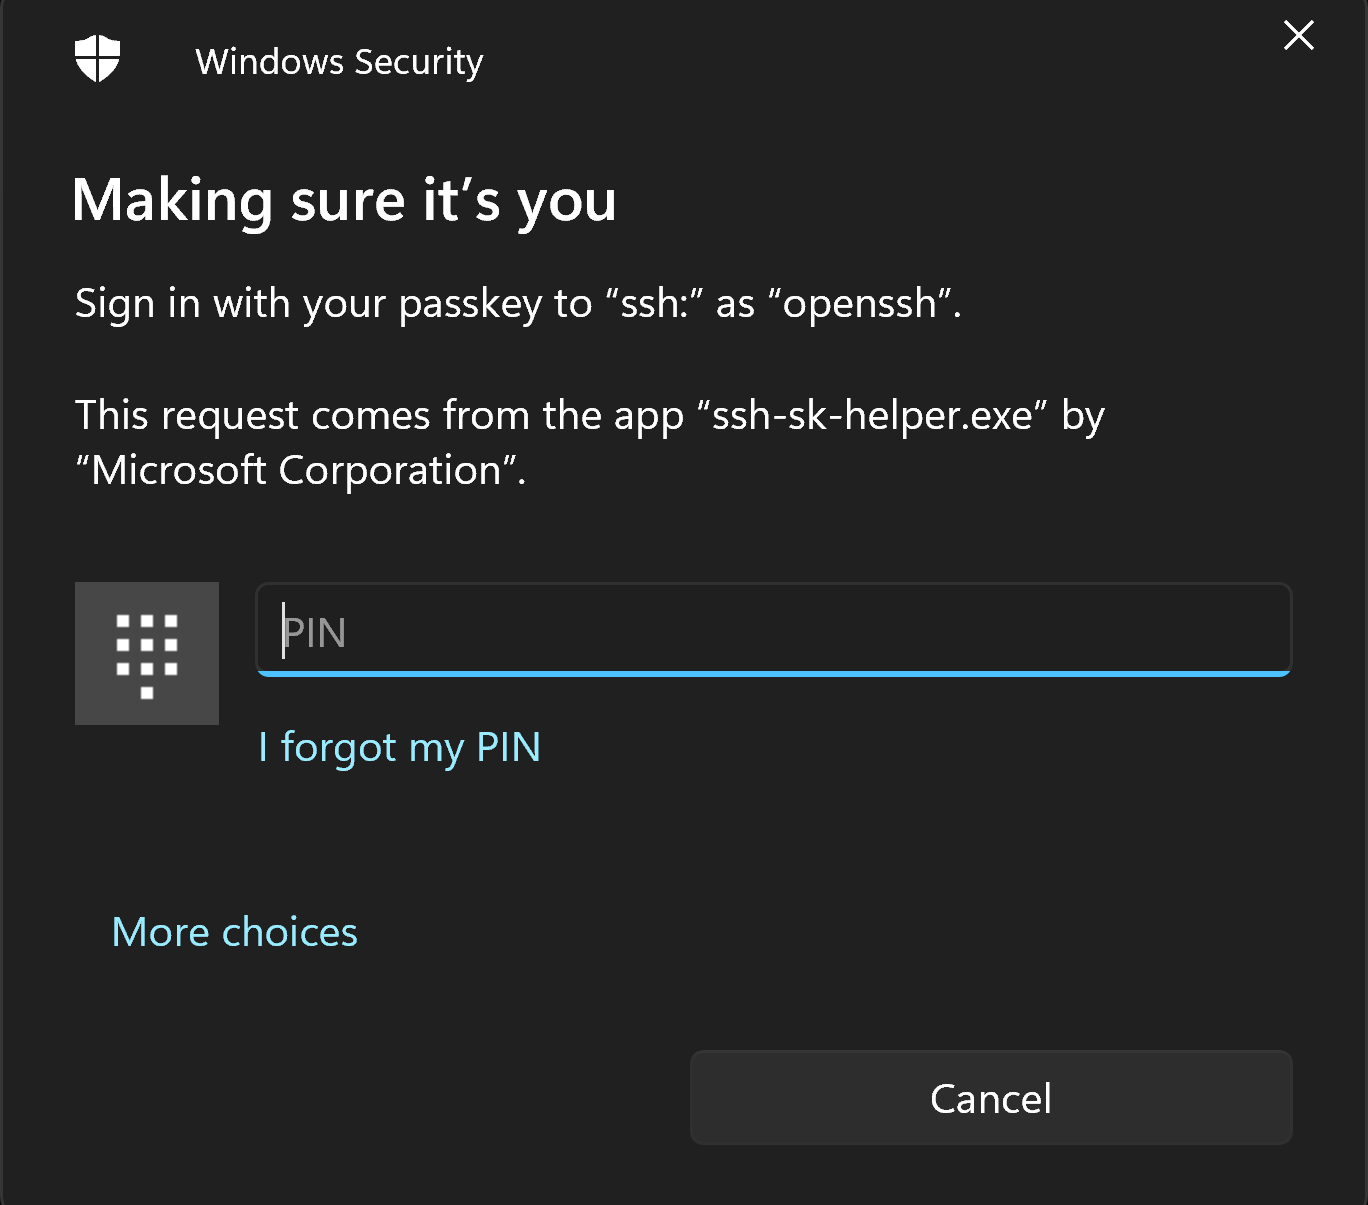 Windows Security
Making sure it’s you
Sign in with your passkey to “ssh:” as “openssh”.
This request comes from the app “ssh-sk-helper.exe” by
“Microsoft Corporation”.
PIN
I forgot my PIN
More choices
Cancel